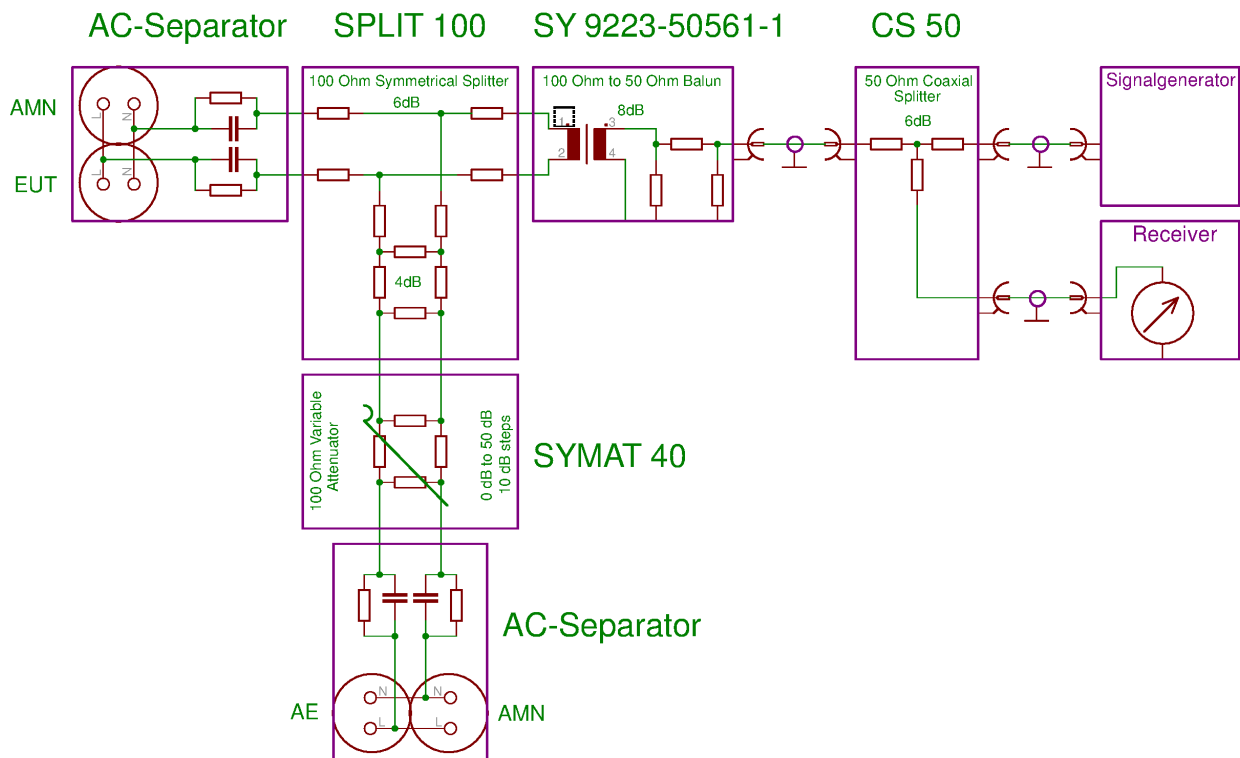 AC-Separator
SPLIT 100
SY 9223-50561-1
CS 50
100 Ohm Symmetrical Splitter
6dB
100 Ohm to 50 Ohm Balun
8dB
50 Ohm Coaxial
Splitter
6dB
Signalgenerator
AMN
L
N
EUT
L
N
1
2
3
4
Receiver
4dB
100 Ohm Variable
Attenuator
0 dB to 50 dB
10 dB steps
SYMAT 40
AC-Separator
AE
N
N
L
L
AMN